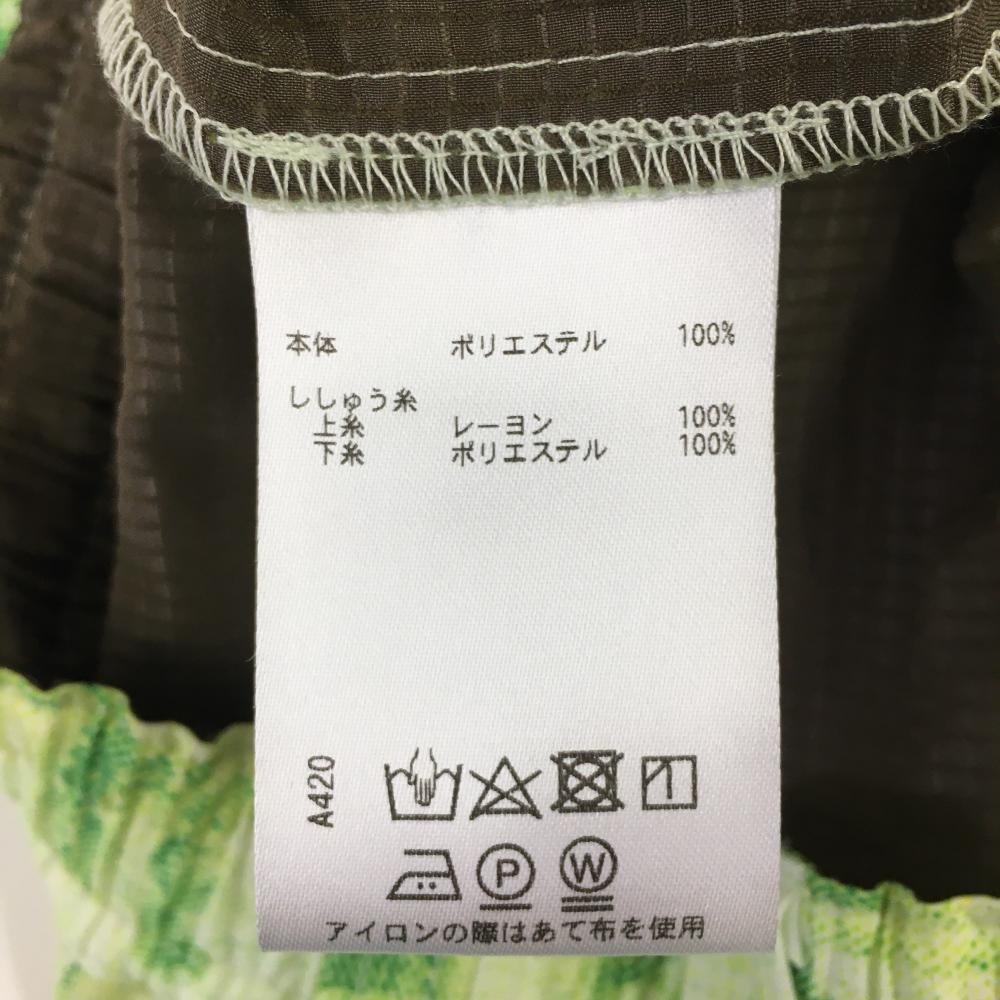 本体 ポリエステル 100%
ししゅう糸
上糸 レーヨン 100%
下糸 ポリエステル 100%
A420
P W
アイロンの際はあて布を使用